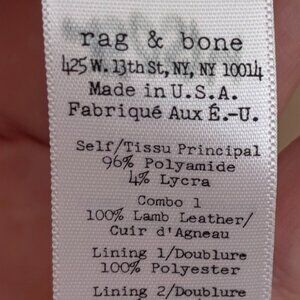 rag & bone
425 W. 13th St, NY, NY 10014
Made in U.S.A.
Fabriqué Aux É.-U.
Self/Tissu Principal
96% Polyamide
4% Lycra
Combo 1
100% Lamb Leather/
Cuir d'Agneau
Lining 1/Doublure
100% Polyester
Lining 2/Doublure